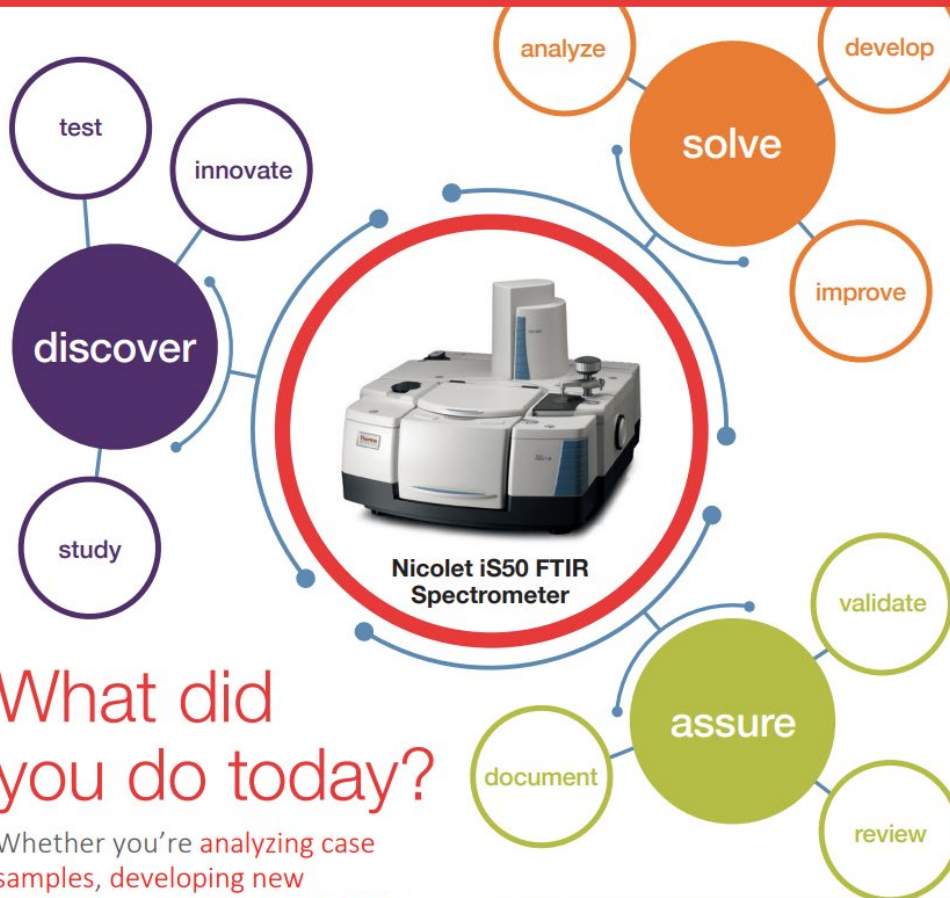 analyze
develop
solve
improve
test
innovate
discover
study
Thermo
Nicolet iS50 FTIR
Spectrometer
validate
assure
document
review
What did
you do today?
Whether you're analyzing case
samples, developing new